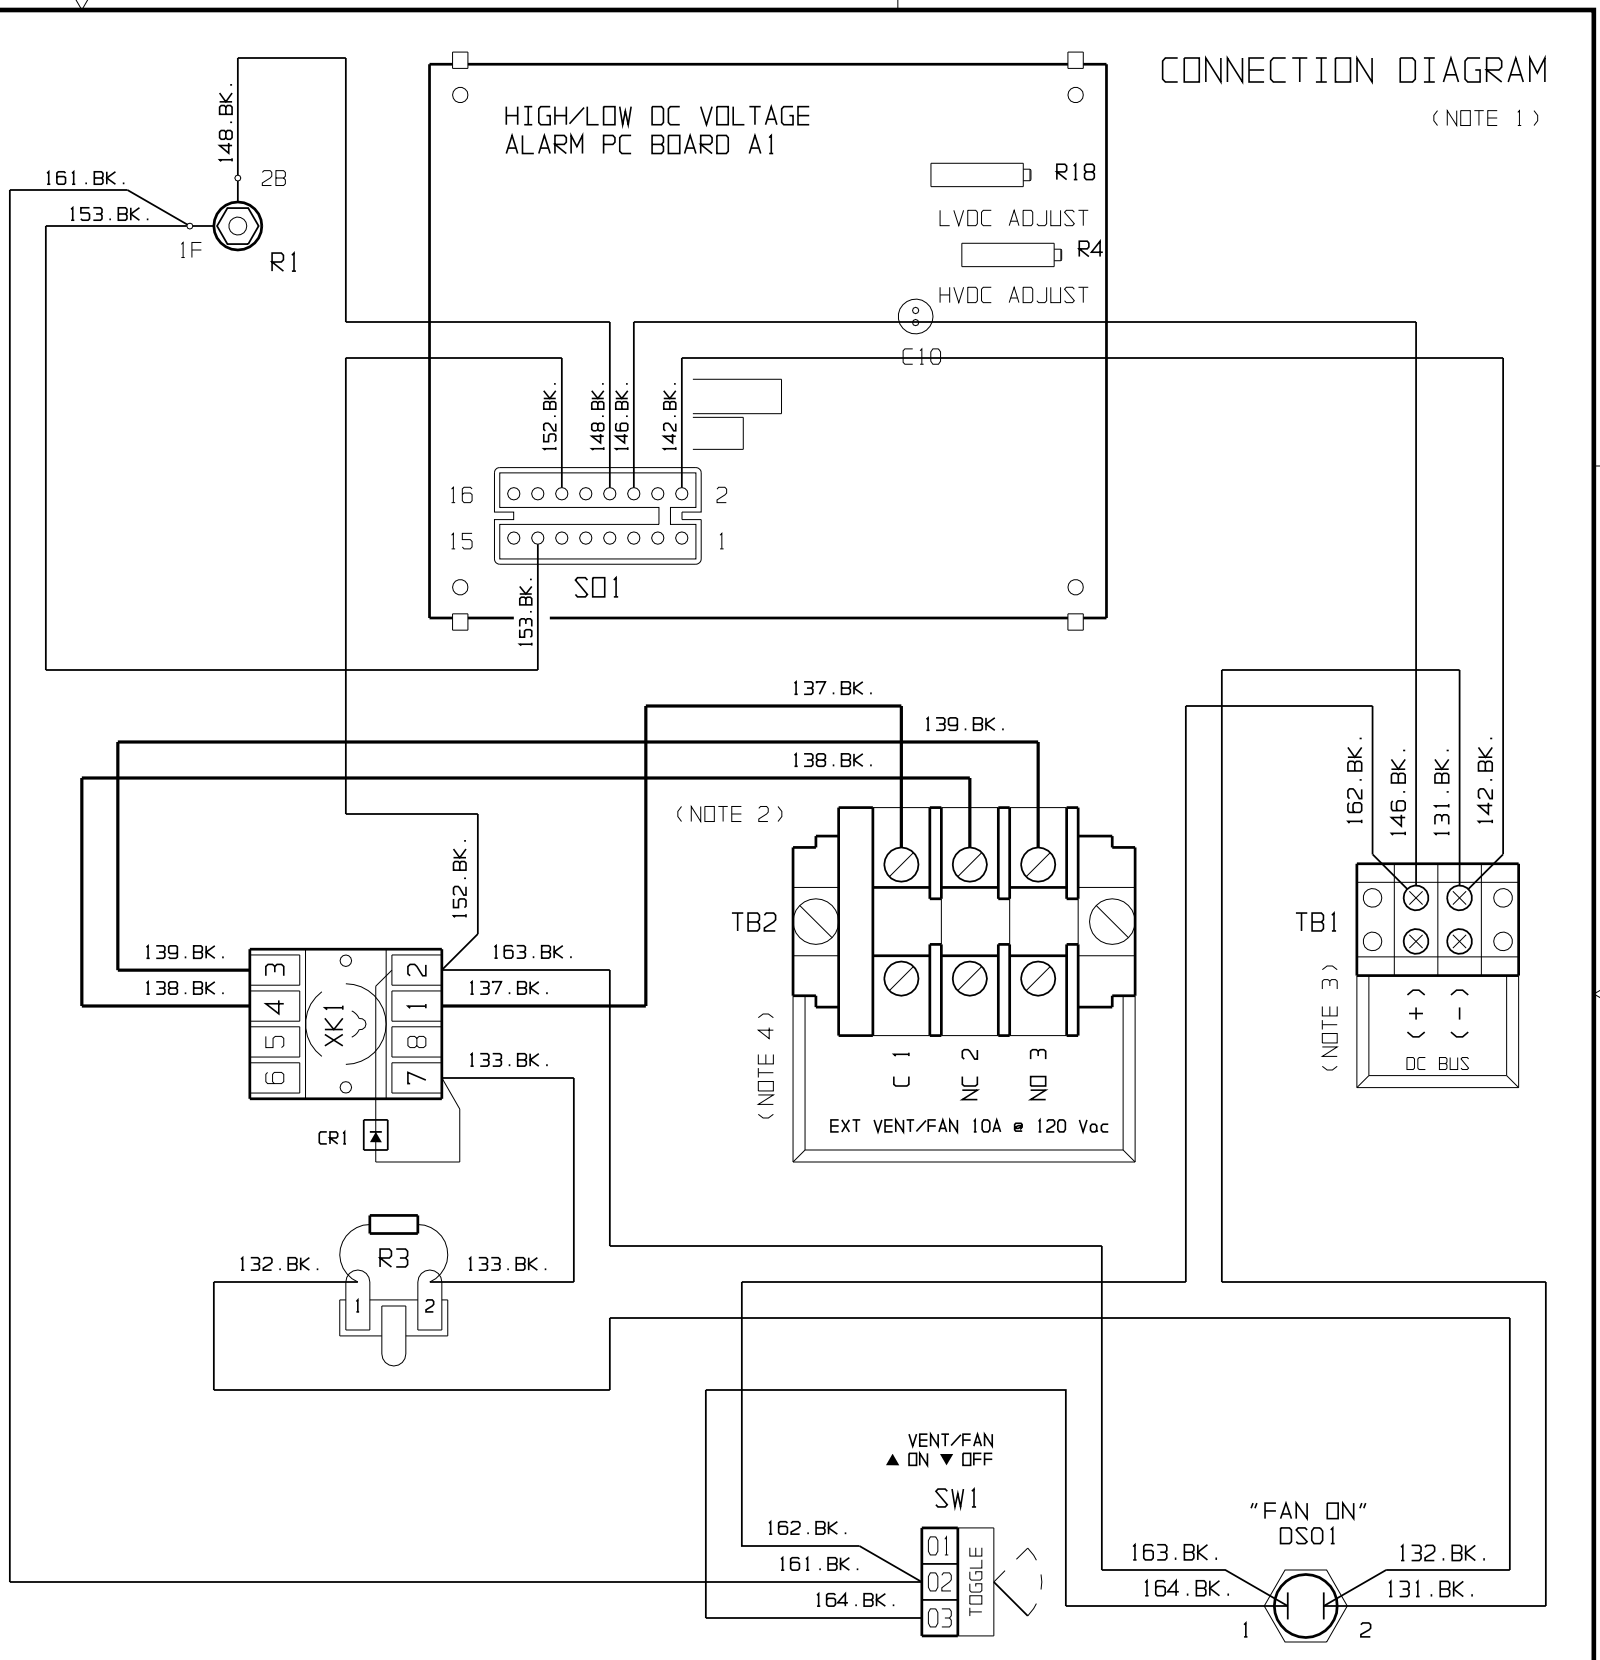 CONNECTION DIAGRAM
(NOTE 1)
HIGH/LOW DC VOLTAGE
ALARM PC BOARD A1
148.BK.
161.BK.
2B
153.BK.
1F
R1
R18
LVDC ADJUST
R4
HVDC ADJUST
C10
152.BK.
148.BK.
146.BK.
142.BK.
16
2
15
1
SO1
153.BK.
137.BK.
139.BK.
138.BK.
(NOTE 2)
162.BK.
146.BK.
131.BK.
142.BK.
152.BK.
TB2
TB1
139.BK.
163.BK.
138.BK.
137.BK.
133.BK.
3
4
5
6
XK1
2
1
8
7
CR1
(NOTE 4)
C 1
NC 2
NO 3
EXT VENT/FAN 10A @ 120 Vac
(NOTE 3)
(+)
(-)
DC BUS
132.BK.
R3
133.BK.
1
2
VENT/FAN
▲ ON ▼ OFF
SW1
162.BK.
161.BK.
164.BK.
01
02
03
TOGGLE
"FAN ON"
DSO1
163.BK.
132.BK.
164.BK.
131.BK.
1
2